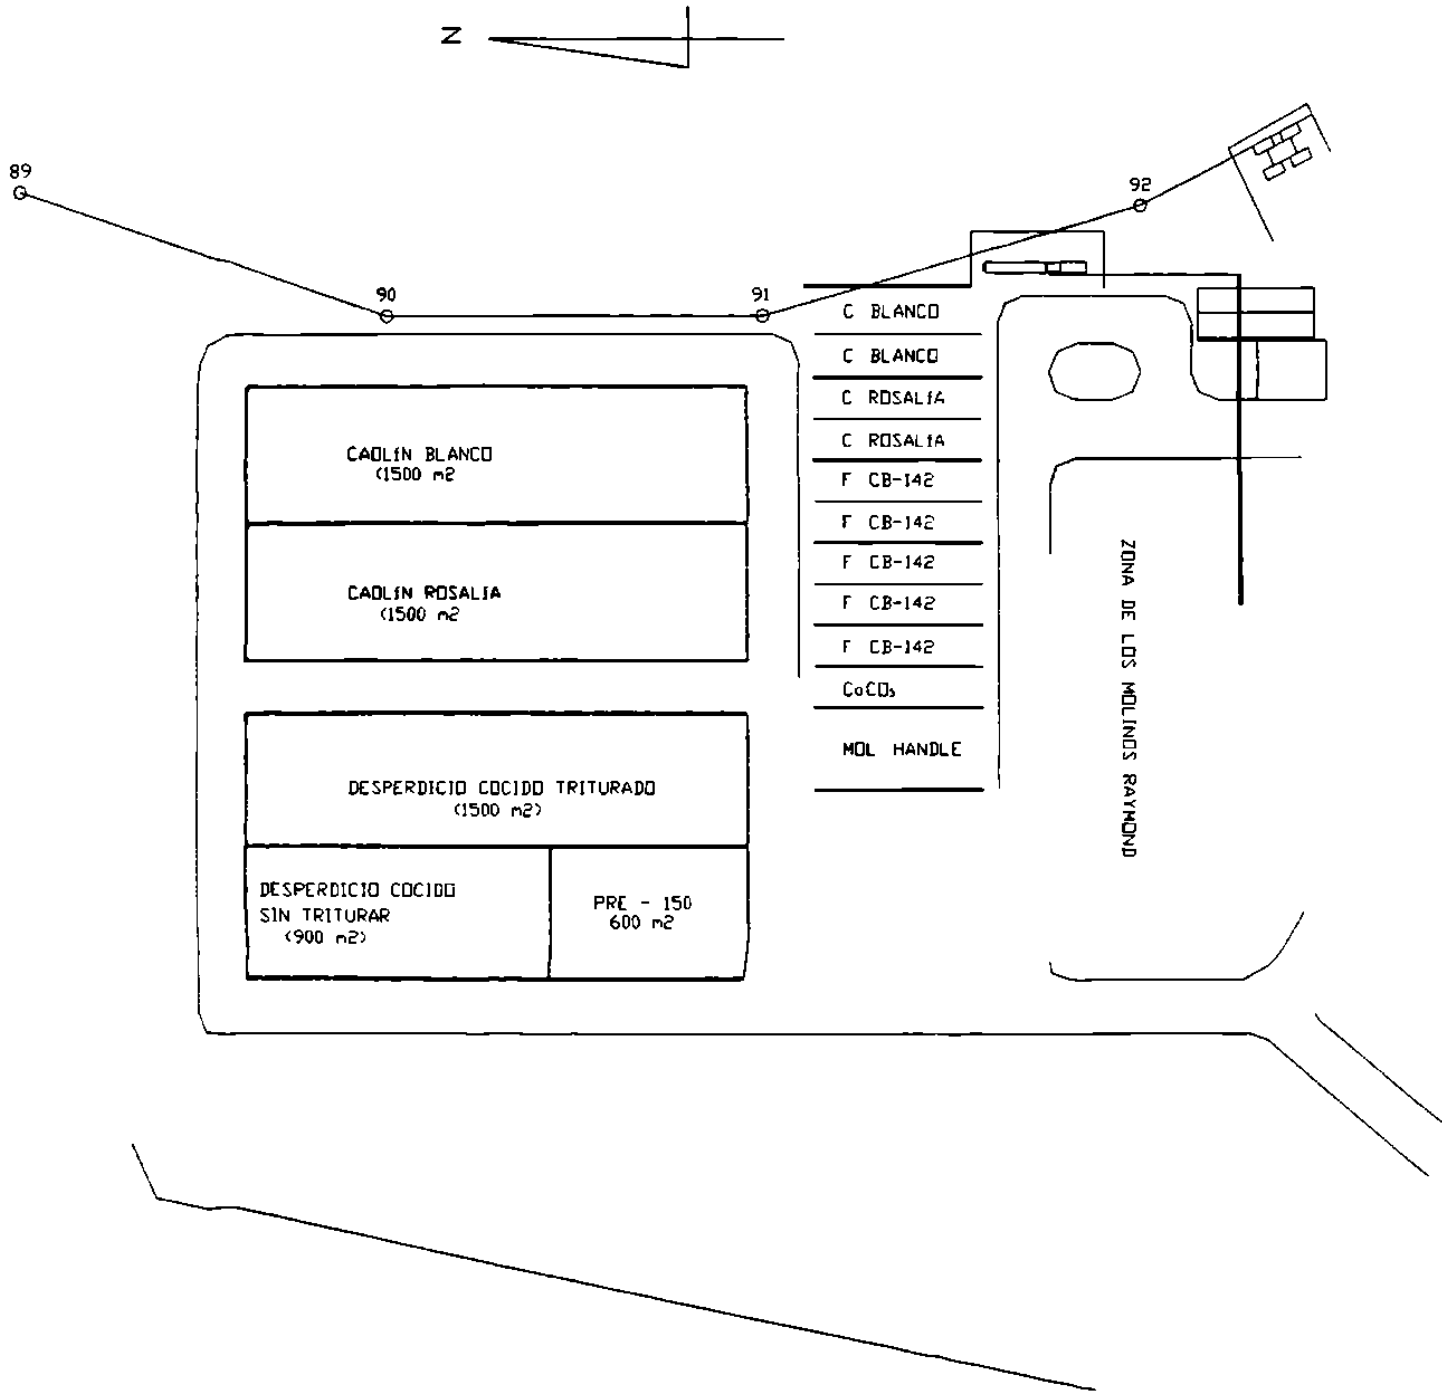 N
89
92
90
91
C BLANCO
C BLANCO
C ROSALIA
C ROSALIA
F CB-142
F CB-142
F CB-142
F CB-142
F CB-142
CaCO₃
MOL HANDLE
CAOLIN BLANCO
(1500 m2
CAOLIN ROSALIA
(1500 m2
DESPERDICIO COCIDO TRITURADO
(1500 m2)
DESPERDICIO COCIDO
SIN TRITURAR
(900 m2)
PRE - 150
600 m2
ZONA DE LOS MOLINOS RAYMOND